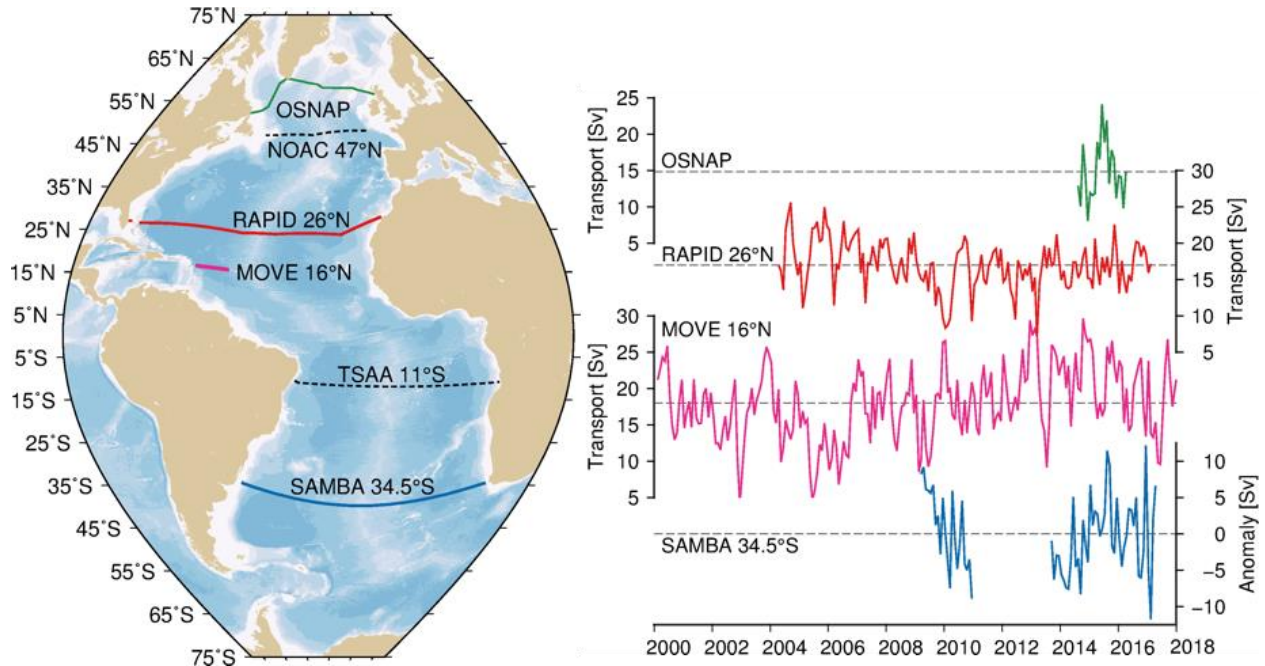 75˚N
65˚N
55˚N
45˚N
35˚N
25˚N
15˚N
5˚N
5˚S
15˚S
25˚S
35˚S
45˚S
55˚S
65˚S
75˚S
OSNAP
NOAC 47°N
RAPID 26°N
MOVE 16°N
TSAA 11°S
SAMBA 34.5°S
Transport [Sv]
25
20
15
10
5
OSNAP
Transport [Sv]
30
25
20
15
10
5
RAPID 26°N
Transport [Sv]
30
25
20
15
10
5
MOVE 16°N
Anomaly [Sv]
10
5
0
−5
−10
SAMBA 34.5°S
2000 2002 2004 2006 2008 2010 2012 2014 2016 2018